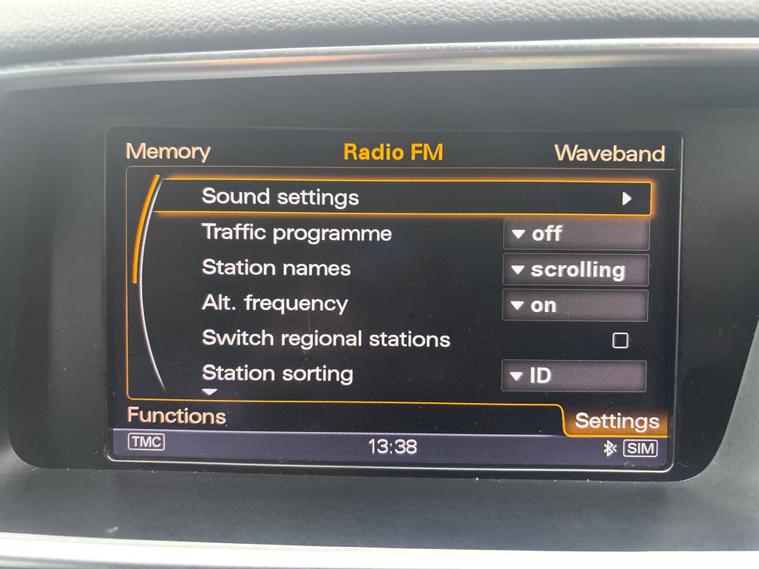 Memory Radio FM Waveband
Sound settings
Traffic programme off
Station names scrolling
Alt. frequency on
Switch regional stations
Station sorting ID
Functions Settings
TMC 13:38 SIM